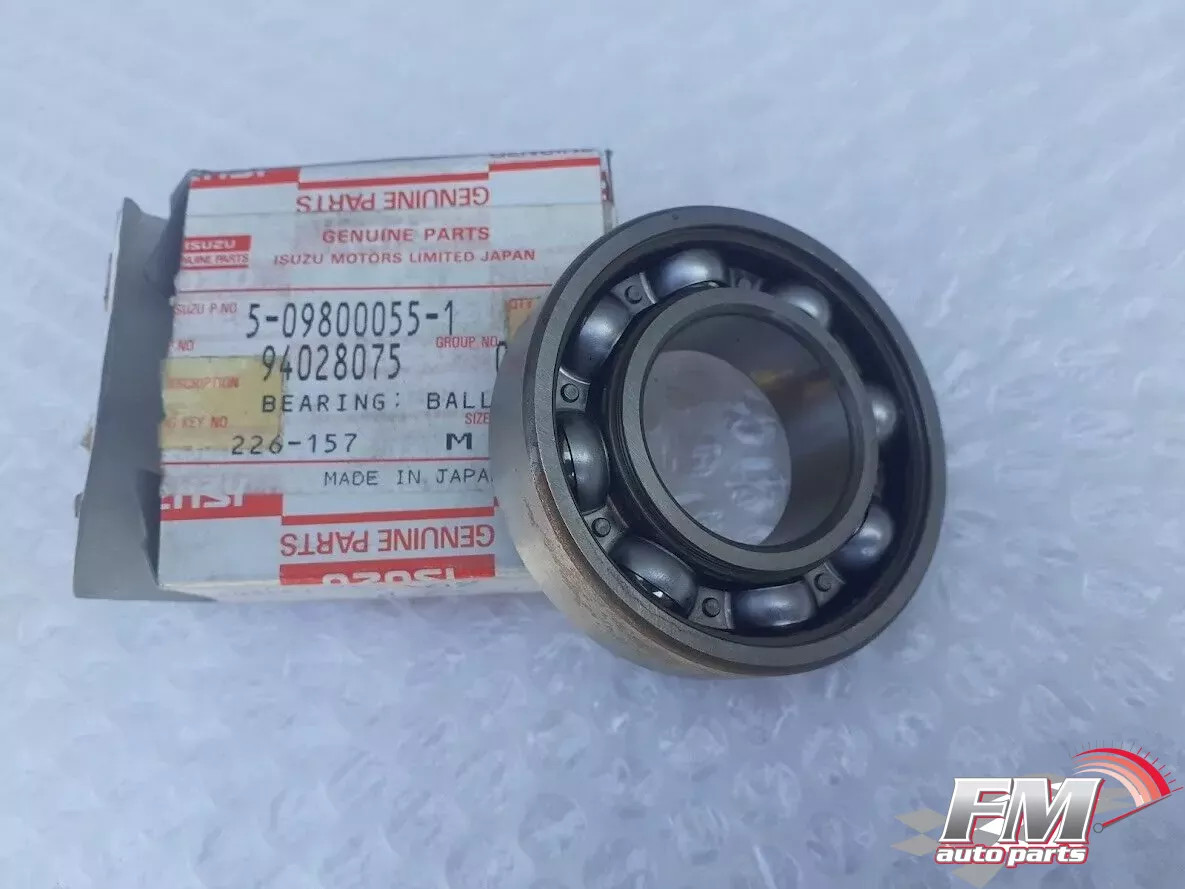 GENUINE PARTS
GENUINE PARTS
ISUZU MOTORS LIMITED JAPAN
ISUZU
5-09800055-1
GROUP NO
94028075
BEARING: BALL
KEY NO
SIZE
226-157 M
MADE IN
GENUINE PARTS
ISUZU
FM
auto parts